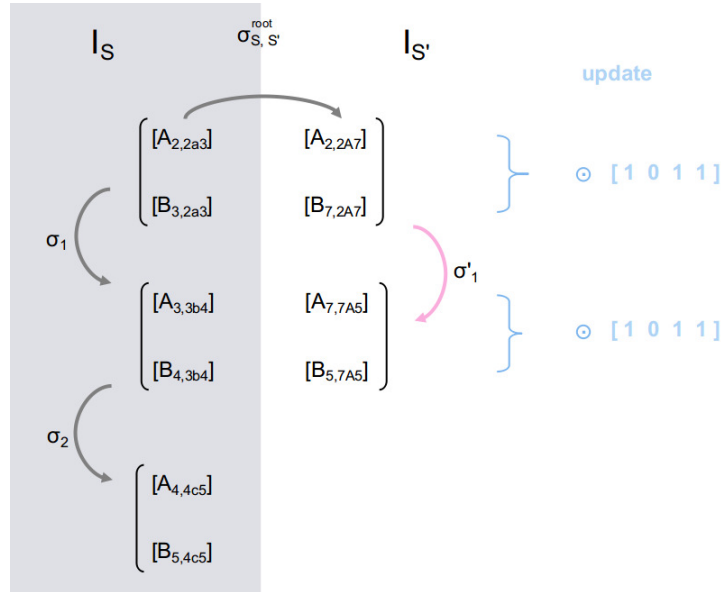 I_S σ^root_S, S' I_S'
update
[A_2,2a3] [A_2,2A7]
⊙ [ 1 0 1 1 ]
[B_3,2a3] [B_7,2A7]
σ_1
σ'_1
[A_3,3b4] [A_7,7A5]
⊙ [ 1 0 1 1 ]
[B_4,3b4] [B_5,7A5]
σ_2
[A_4,4c5]
[B_5,4c5]